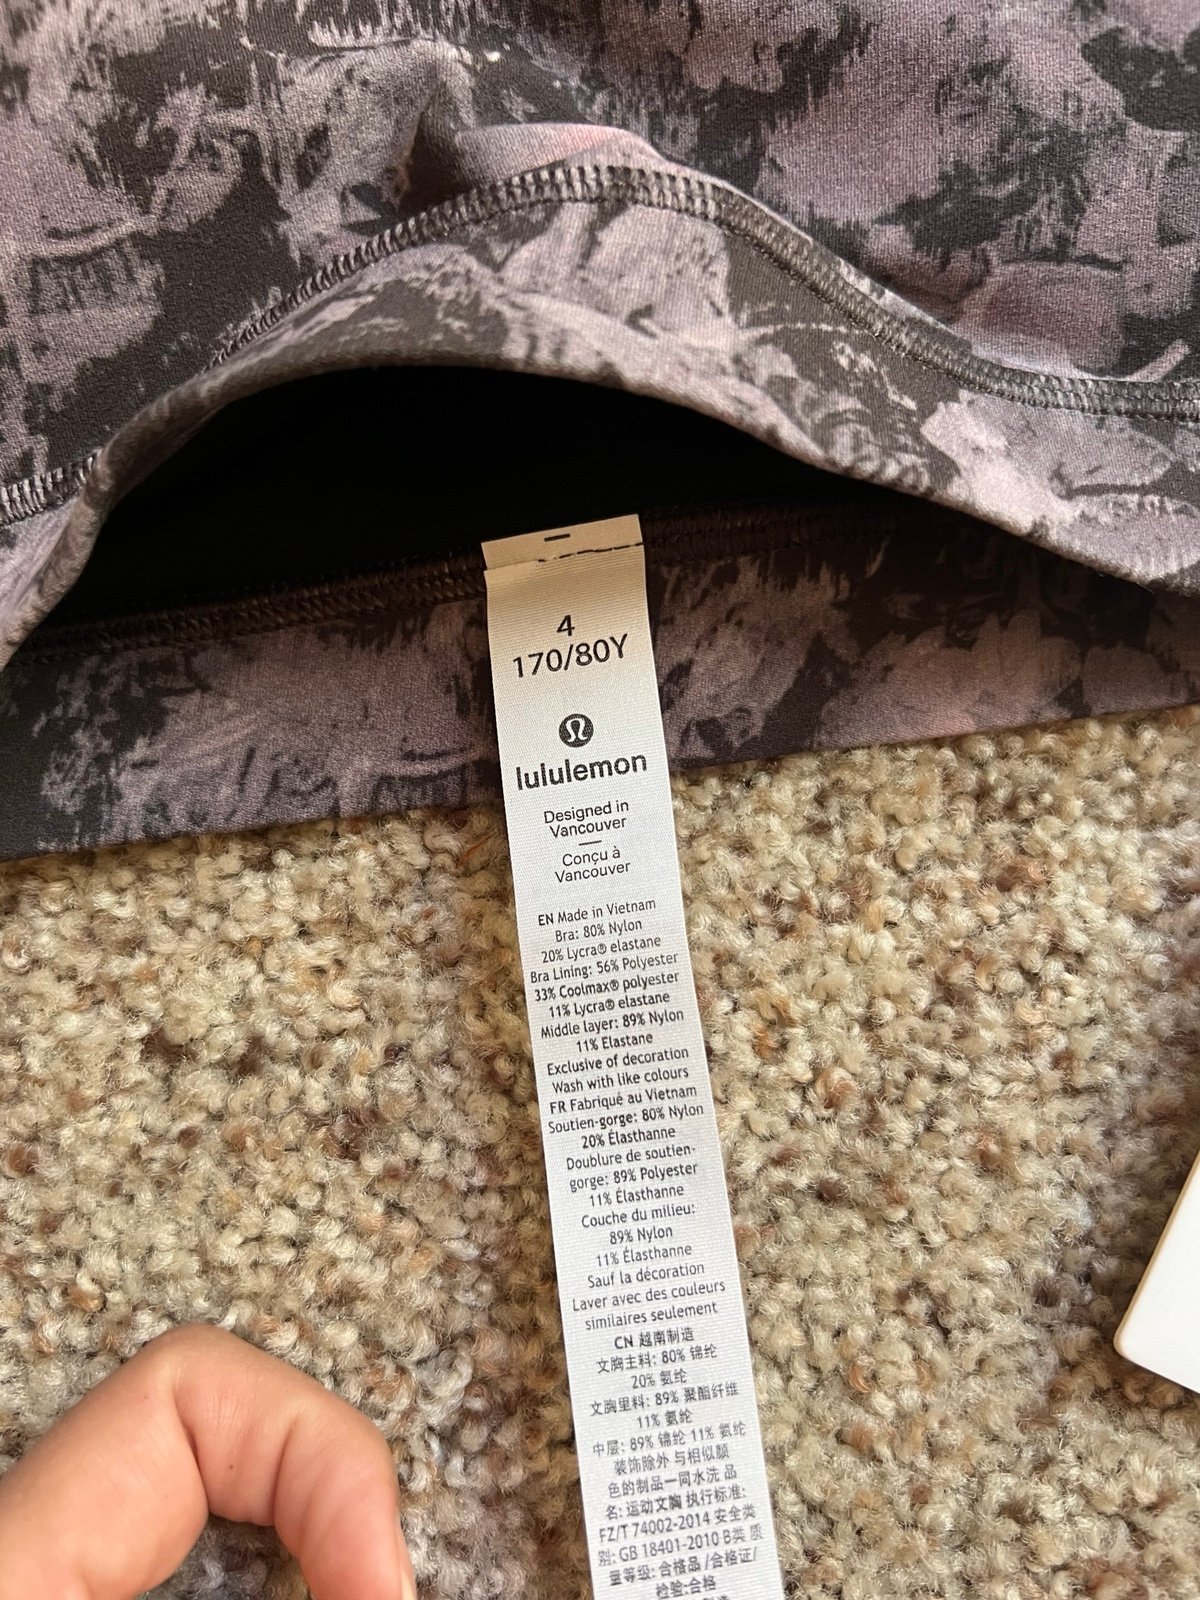 4
170/80Y
lululemon
Designed in
Vancouver
Conçu à
Vancouver
EN Made in Vietnam
Bra: 80% Nylon
20% Lycra® elastane
Bra Lining: 56% Polyester
33% Coolmax® polyester
11% Lycra® elastane
Middle layer: 89% Nylon
11% Elastane
Exclusive of decoration
Wash with like colours
FR Fabriqué au Vietnam
Soutien-gorge: 80% Nylon
20% Élasthanne
Doublure de soutien-
gorge: 89% Polyester
11% Élasthanne
Couche du milieu:
89% Nylon
11% Élasthanne
Sauf la décoration
Laver avec des couleurs
similaires seulement
CN 越南制造
文胸主料: 80% 锦纶
20% 氨纶
文胸里料: 89% 聚酯纤维
11% 氨纶
中层: 89% 锦纶 11% 氨纶
装饰除外 与相似颜
色的制品一同水洗 品
名: 运动文胸 执行标准:
FZ/T 74002-2014 安全类
别: GB 18401-2010 B类 质
量等级: 合格品 /合格证/
检验:合格